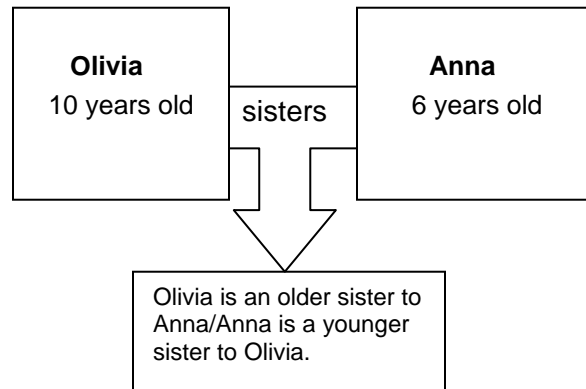 Olivia
10 years old
sisters
Anna
6 years old
Olivia is an older sister to
Anna/Anna is a younger
sister to Olivia.